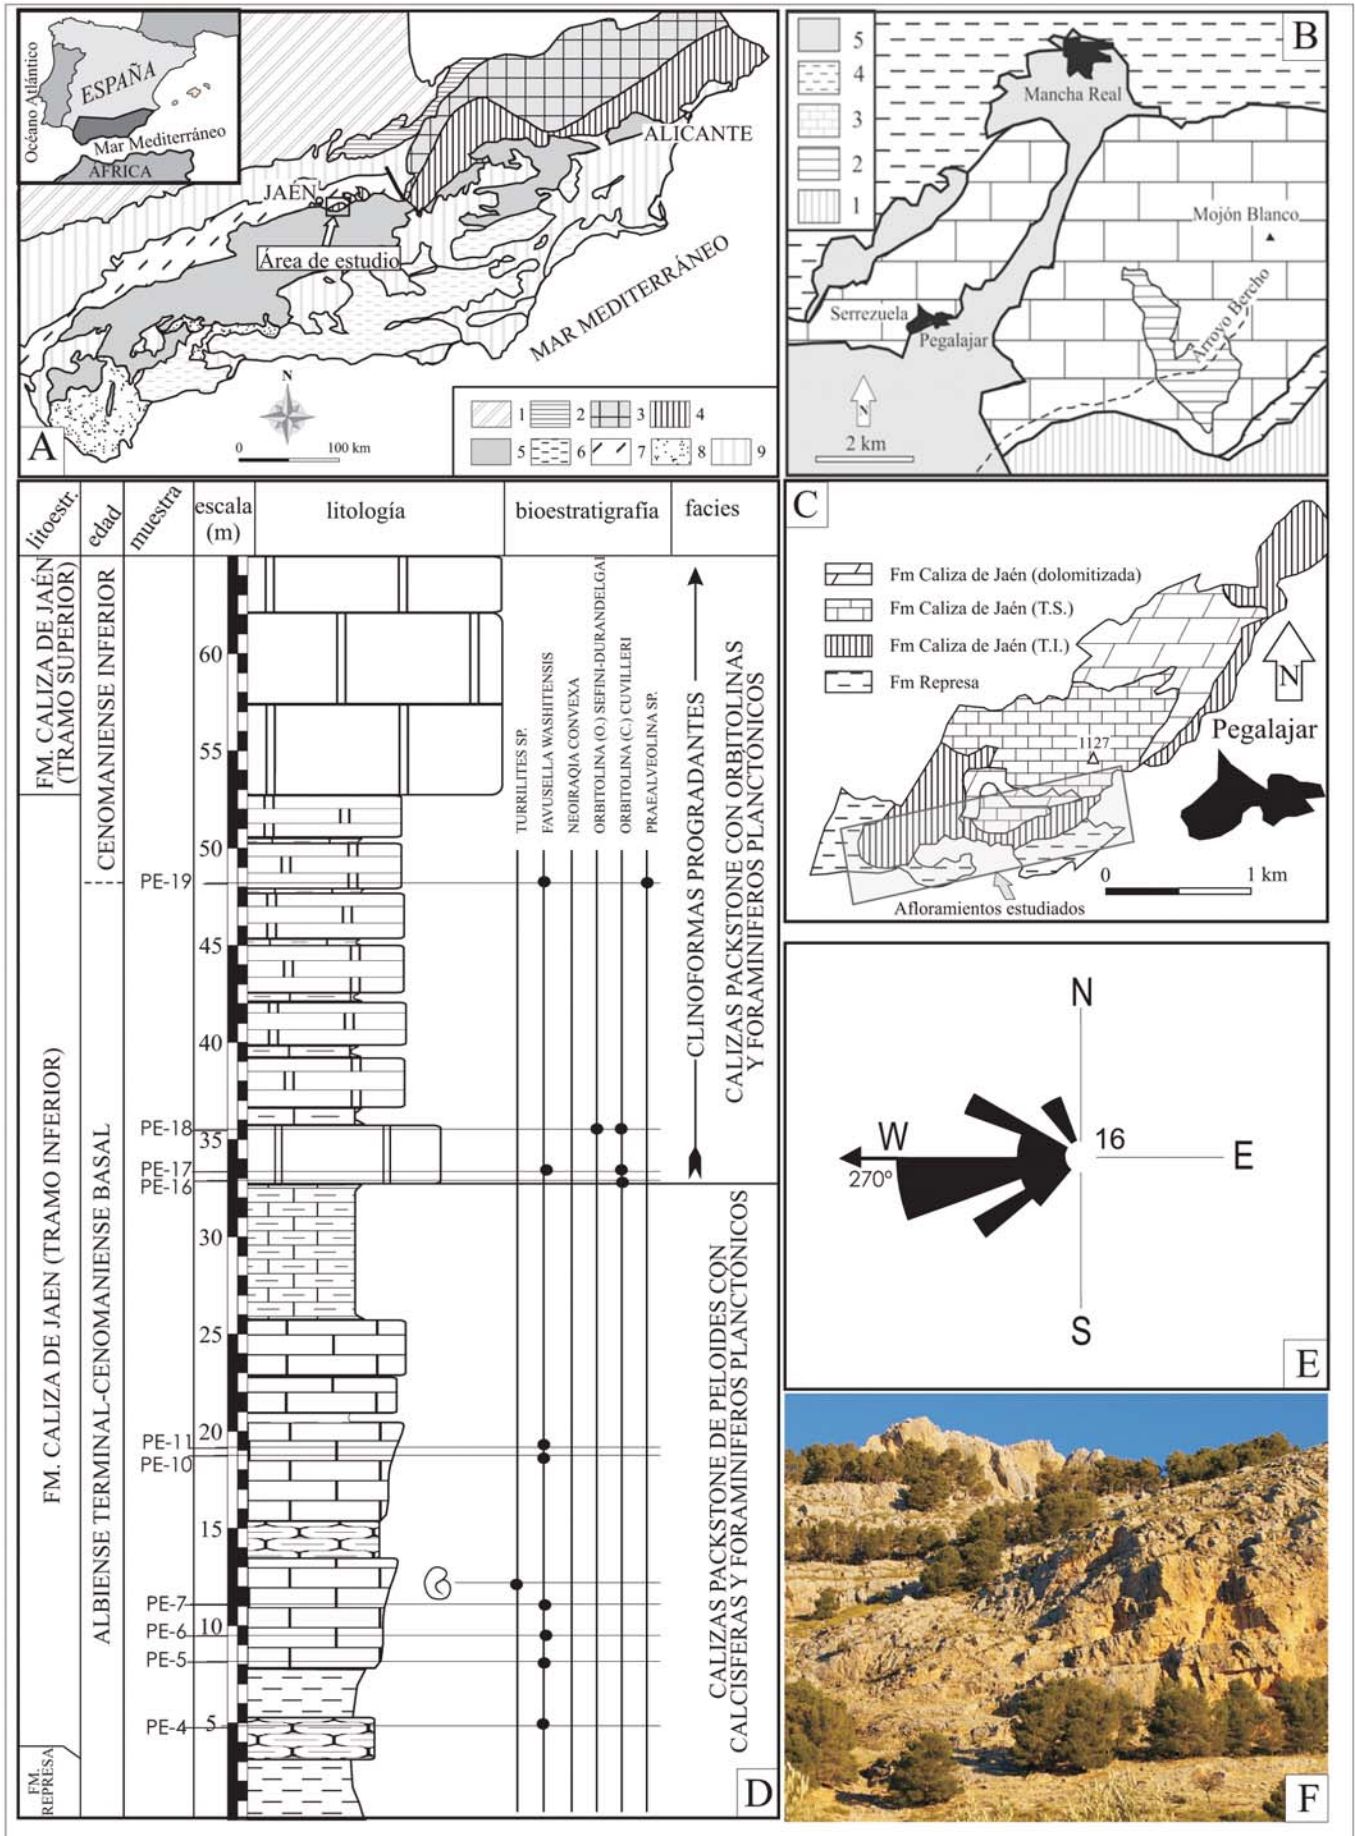 Océano Atlántico
ESPAÑA
Mar Mediterráneo
ÁFRICA
JAÉN
ALICANTE
Área de estudio
MAR MEDITERRÁNEO
N
0
100 km
1
2
3
4
5
6
7
8
9
A
5
4
3
2
1
B
Mancha Real
Mojón Blanco
Arroyo Bercho
Serrezuela
Pegalajar
N
2 km
C
Fm Caliza de Jaén (dolomitizada)
Fm Caliza de Jaén (T.S.)
Fm Caliza de Jaén (T.I.)
Fm Represa
N
Pegalajar
1127
0
1 km
Afloramientos estudiados
litoestr.
edad
muestra
escala
(m)
litología
bioestratigrafía
facies
FM. CALIZA DE JAÉN
(TRAMO SUPERIOR)
FM. CALIZA DE JAEN (TRAMO INFERIOR)
FM.
REPRESA
CENOMANIENSE INFERIOR
ALBIENSE TERMINAL-CENOMANIENSE BASAL
PE-19
PE-18
PE-17
PE-16
PE-11
PE-10
PE-7
PE-6
PE-5
PE-4
60
55
50
45
40
35
30
25
20
15
10
5
TURRILITES SP.
FAVUSELLA WASHITENSIS
NEOIRAQIA CONVEXA
ORBITOLINA (O.) SEFINI-DURANDELGAI
ORBITOLINA (C.) CUVILLERI
PRAEALVEOLINA SP.
CLINOFORMAS PROGRADANTES
CALIZAS PACKSTONE CON ORBITOLINAS
Y FORAMINIFEROS PLANCTONICOS
CALIZAS PACKSTONE DE PELOIDES CON
CALCISFERAS Y FORAMINIFEROS PLANCTONICOS
D
N
W
270º
16
E
S
E
F